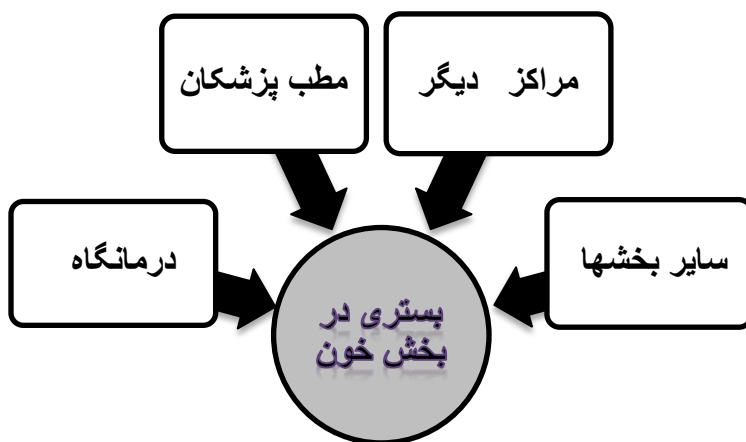 مراکز دیگر
مطب پزشکان
سایر بخشها
درمانگاه
بستری در
بخش خون